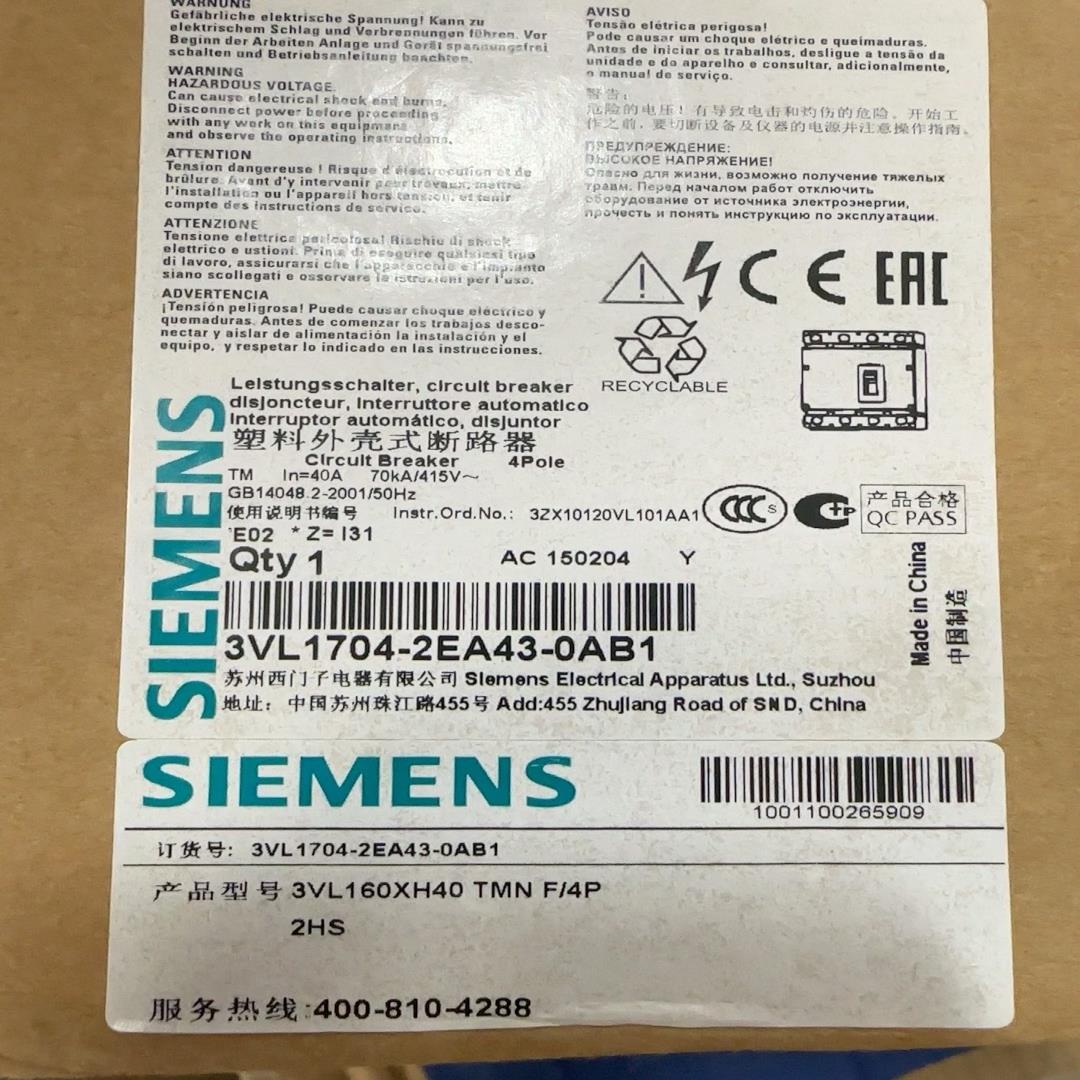 WARNUNG
Gefährliche elektrische Spannung! Kann zu
elektrischem Schlag und Verbrennungen führen. Vor
Beginn der Arbeiten Anlage und Gerät spannungsfrei
schalten und Betriebsanleitung beachten.
WARNING
HAZARDOUS VOLTAGE.
Can cause electrical shock and burns.
Disconnect power before proceeding
with any work on this equipment
and observe the operating instructions.
ATTENTION
Tension dangereuse ! Risque d'électrocution et de
brûlure. Avant d'y intervenir pour travaux, mettre
l'installation ou l'appareil hors tension, et tenir
compte des instructions de service.
ATTENZIONE
Tensione elettrica pericolosa! Rischio di shock
elettrico e ustioni. Prima di eseguire qualsiasi tipo
di lavoro, assicurarsi che l'apparecchio e l'impianto
siano scollegati e osservare le istruzioni per l'uso.
ADVERTENCIA
¡Tensión peligrosa! Puede causar choque eléctrico y
quemaduras. Antes de comenzar los trabajos desco-
nectar y aislar de alimentación la instalación y el
equipo, y respetar lo indicado en las instrucciones.
AVISO
Tensão elétrica perigosa!
Pode causar um choque elétrico e queimaduras.
Antes de iniciar os trabalhos, desligue a tensão da
unidade e do aparelho e consultar, adicionalmente,
o manual de serviço.
警告:
危险的电压!有导致电击和灼伤的危险。开始工
作之前,要切断设备及仪器的电源并注意操作指南。
ПРЕДУПРЕЖДЕНИЕ:
ВЫСОКОЕ НАПРЯЖЕНИЕ!
Опасно для жизни, возможно получение тяжелых
травм. Перед началом работ отключить
оборудование от источника электроэнергии,
прочесть и понять инструкцию по эксплуатации.
CE EAC
RECYCLABLE
SIEMENS
Leistungsschalter, circuit breaker
disjoncteur, Interruttore automatico
Interruptor automático, disjuntor
塑料外壳式断路器
Circuit Breaker 4Pole
TM In=40A 70kA/415V~
GB14048.2-2001/50Hz
使用说明书编号 Instr.Ord.No.: 3ZX10120VL101AA1
CCC S
产品合格
QC PASS
'E02 * Z= I31
Qty 1 AC 150204 Y
3VL1704-2EA43-0AB1
Made in China
中国制造
苏州西门子电器有限公司 Siemens Electrical Apparatus Ltd., Suzhou
地址: 中国苏州珠江路455号 Add:455 Zhujiang Road of SND, China
SIEMENS
1001100265909
订货号: 3VL1704-2EA43-0AB1
产品型号 3VL160XH40 TMN F/4P
2HS
服务热线:400-810-4288